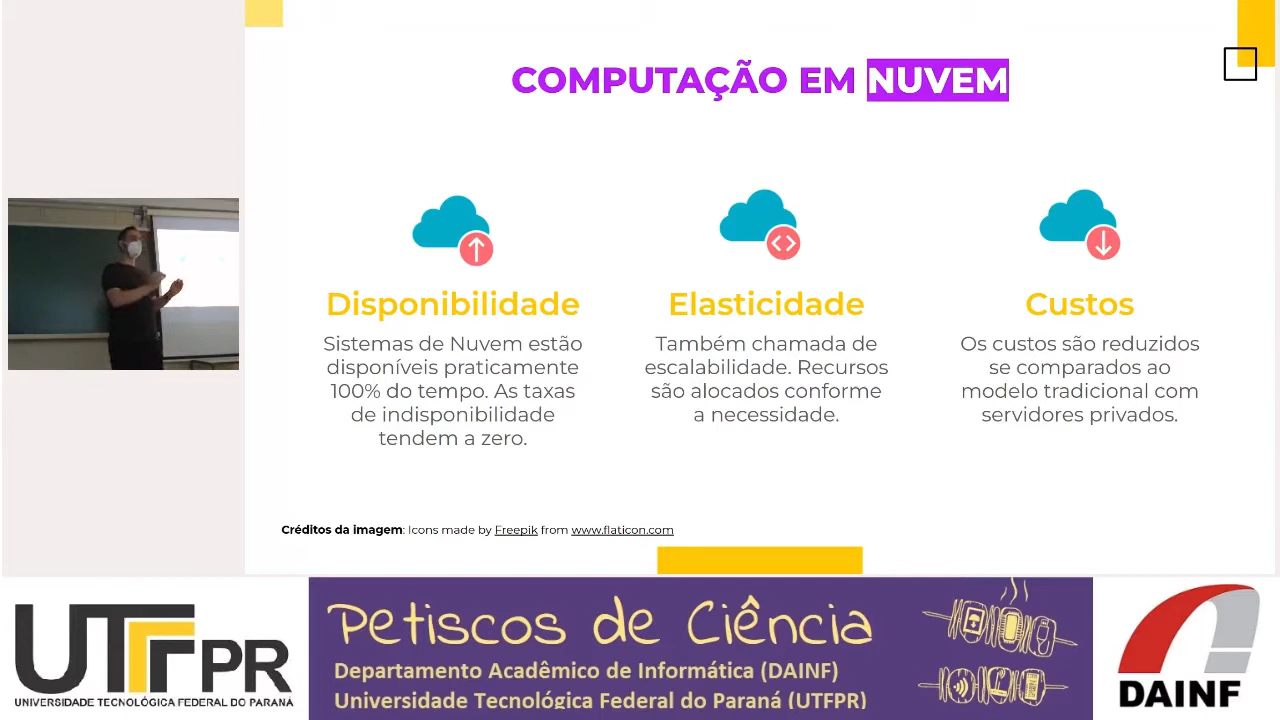 COMPUTAÇÃO EM NUVEM
Disponibilidade
Sistemas de Nuvem estão
disponíveis praticamente
100% do tempo. As taxas
de indisponibilidade
tendem a zero.
Elasticidade
Também chamada de
escalabilidade. Recursos
são alocados conforme
a necessidade.
Custos
Os custos são reduzidos
se comparados ao
modelo tradicional com
servidores privados.
Créditos da imagem: Icons made by Freepik from www.flaticon.com
UTFPR
UNIVERSIDADE TECNOLÓGICA FEDERAL DO PARANÁ
Petiscos de Ciência
Departamento Acadêmico de Informática (DAINF)
Universidade Tecnológica Federal do Paraná (UTFPR)
DAINF